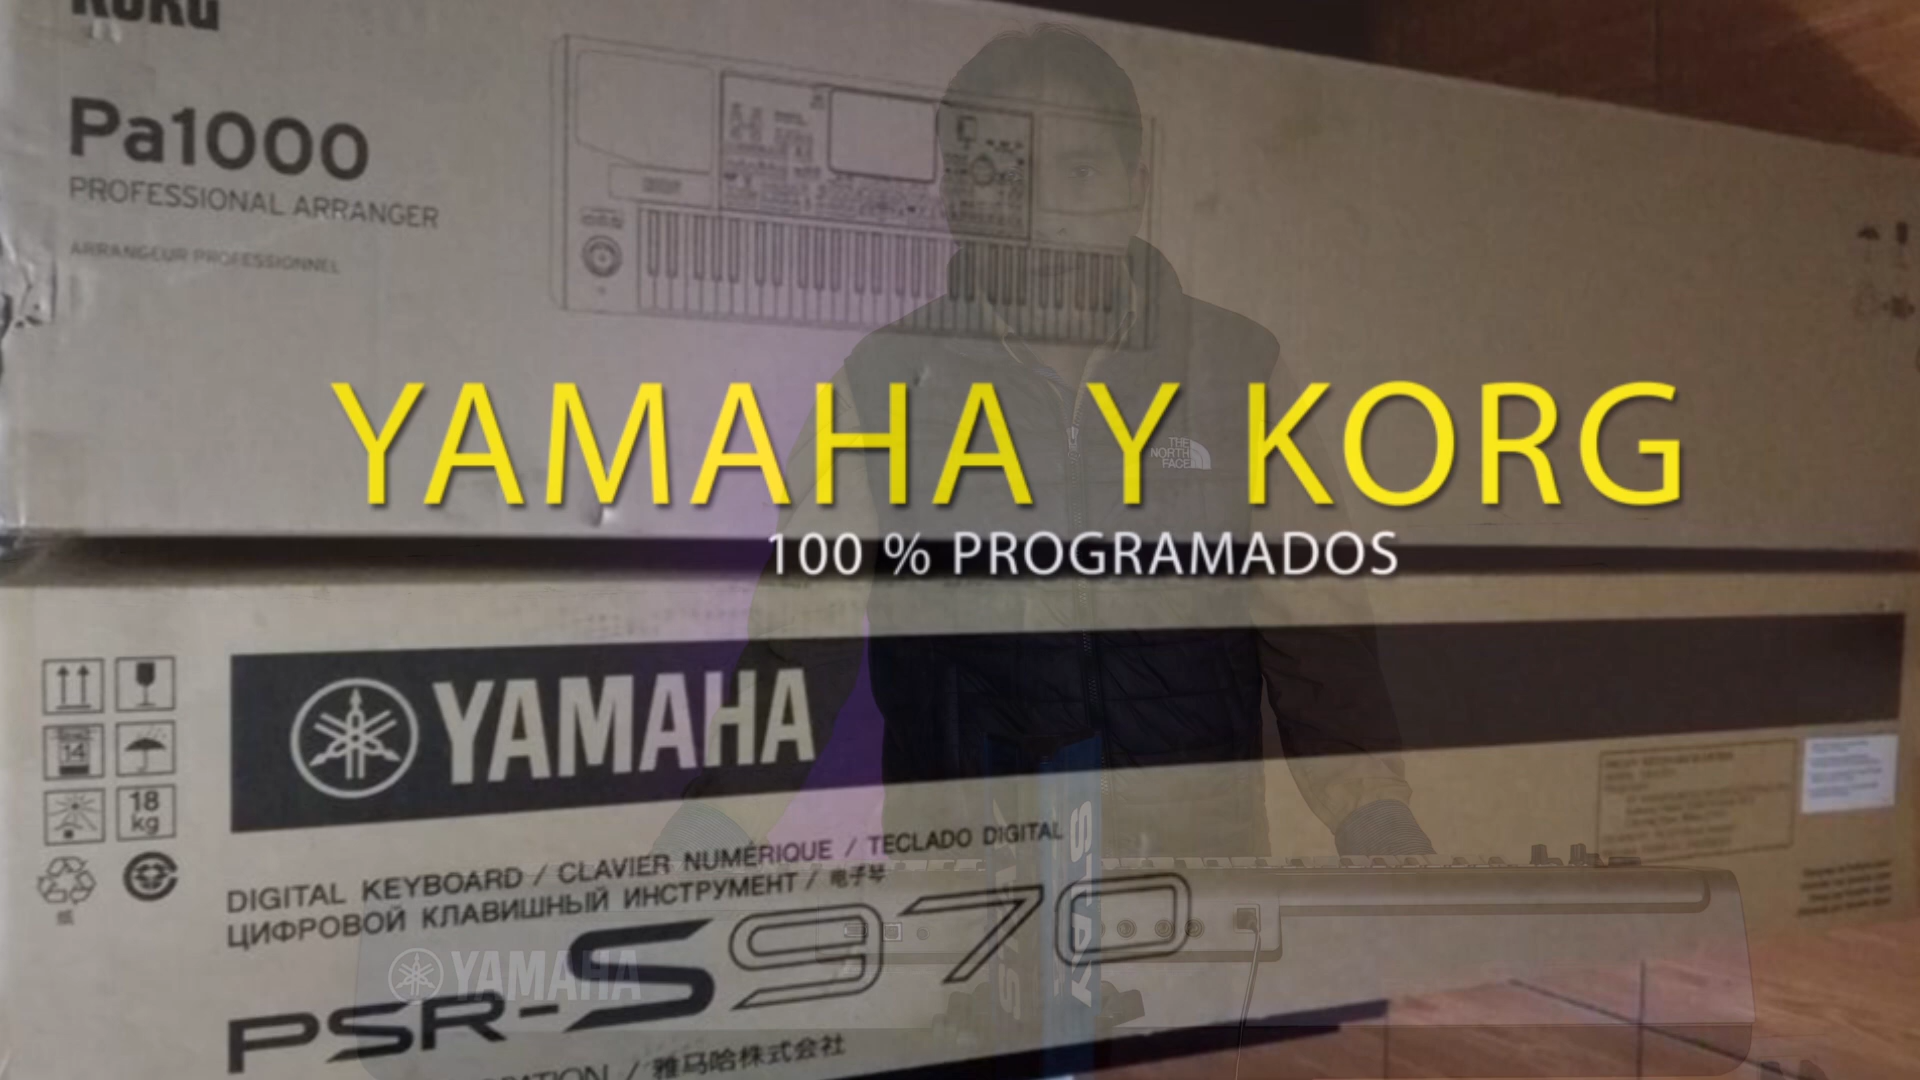 KORG
Pa1000
PROFESSIONAL ARRANGER
ARRANGEUR PROFESSIONNEL
YAMAHA Y KORG
THE
NORTH
FACE
100 % PROGRAMADOS
YAMAHA
14
18
kg
DIGITAL KEYBOARD / CLAVIER NUMÉRIQUE / TECLADO DIGITAL
ЦИФРОВОЙ КЛАВИШНЫЙ ИНСТРУМЕНТ / 电子琴
PSR-S970
YAMAHA
STAY
RATION / 雅马哈株式会社